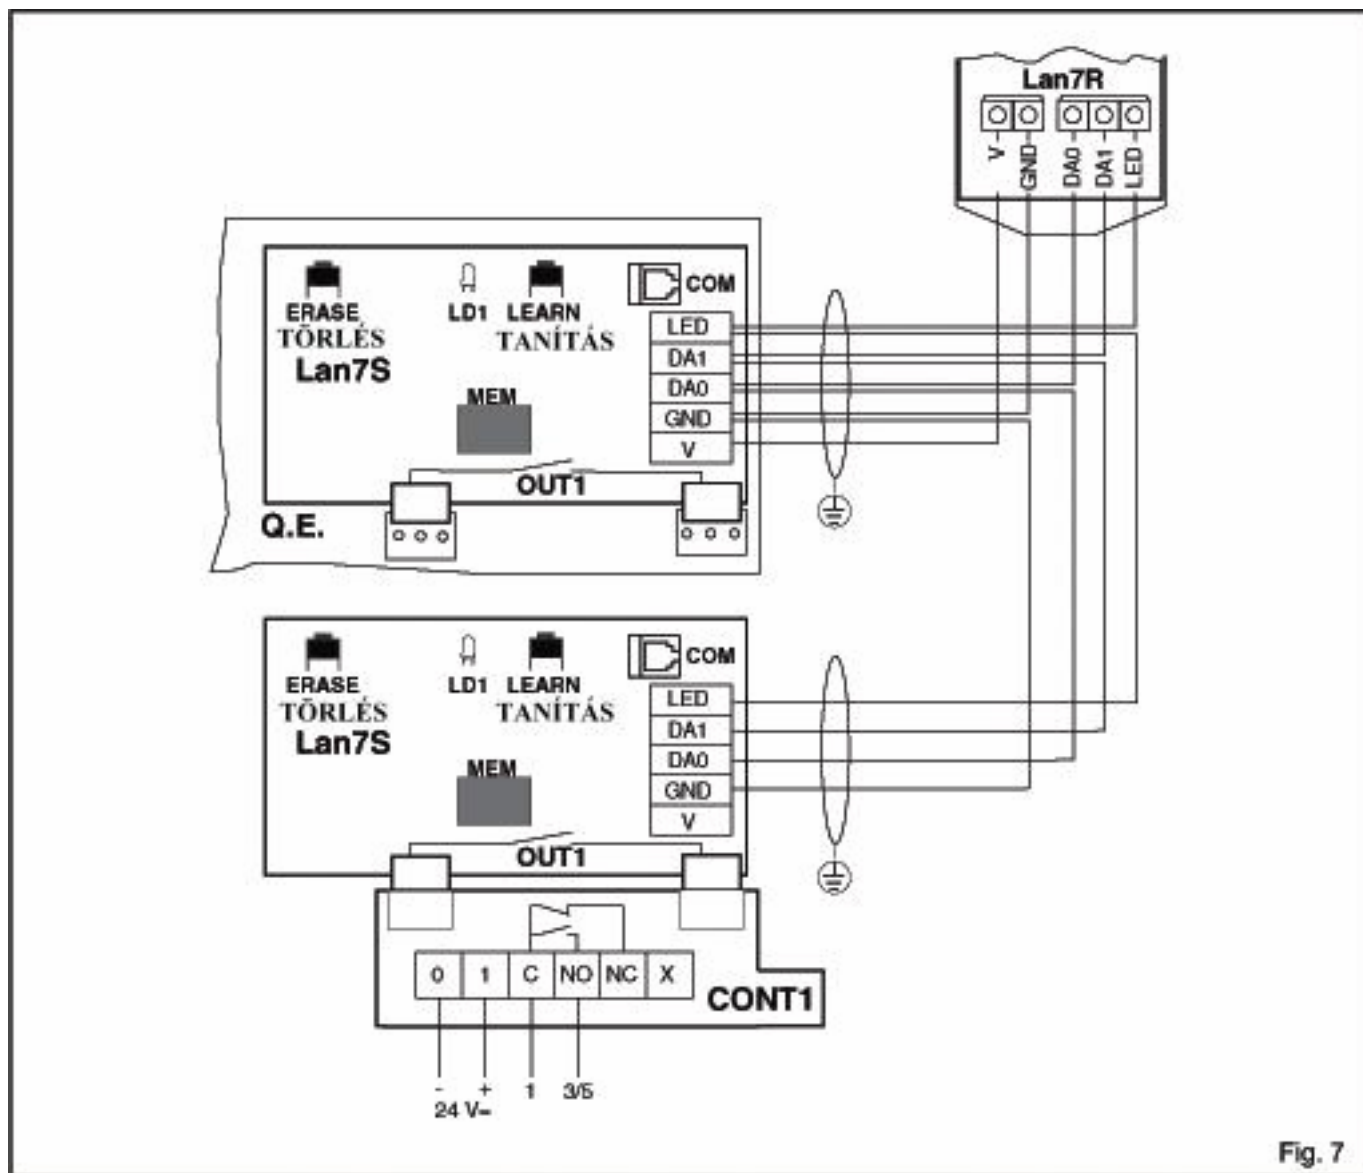 Lan7R
V GND DA0 DA1 LED
COM
ERASE LD1 LEARN
TÖRLÉS TANÍTÁS
Lan7S
LED
DA1
MEM
DA0
GND
V
OUT1
Q.E.
COM
ERASE LD1 LEARN
TÖRLÉS TANÍTÁS
Lan7S
LED
DA1
MEM
DA0
GND
V
OUT1
0 1 C NO NC X
CONT1
- + 1 3/5
24 V=
Fig. 7